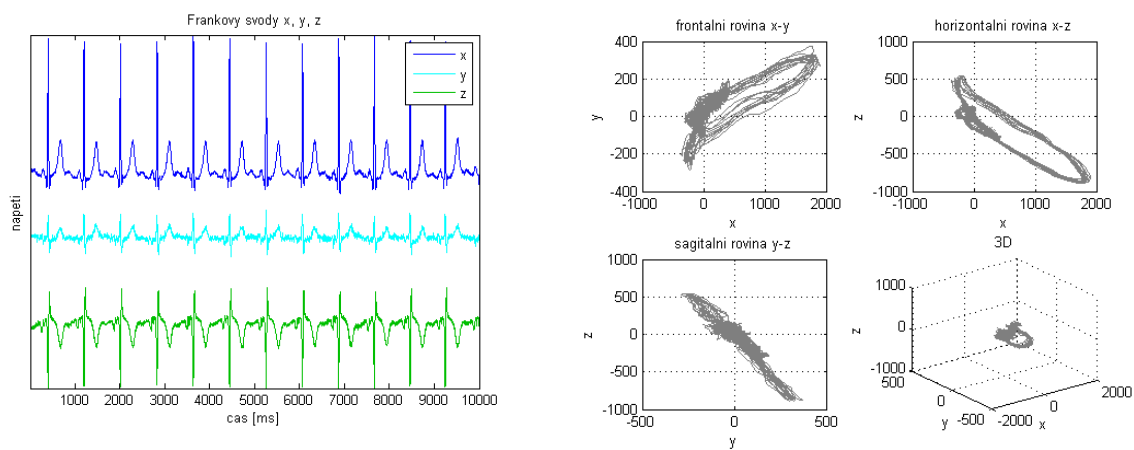 Frankovy svody x, y, z
x
y
z
napeti
1000 2000 3000 4000 5000 6000 7000 8000 9000 10000
cas [ms]
frontalni rovina x-y
400
200
0
-200
-400
y
-1000 0 1000 2000
x
horizontalni rovina x-z
1000
500
0
-500
-1000
z
-1000 0 1000 2000
x
sagitalni rovina y-z
1000
500
0
-500
-1000
z
-500 0 500
y
3D
1000
500
0
-500
-1000
z
500
0
-500
y
-2000
0
2000
x